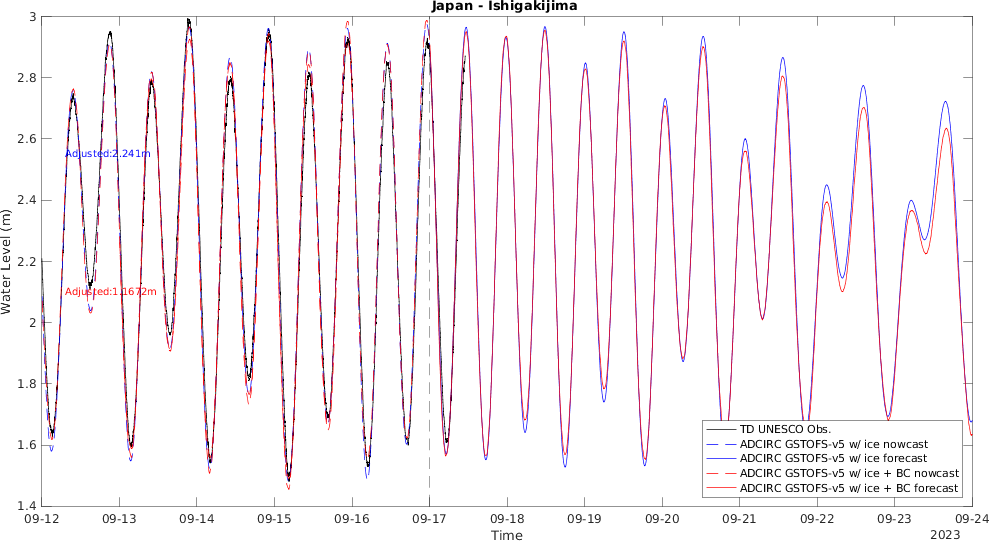 Japan - Ishigakijima
3
2.8
2.6
2.4
2.2
2
1.8
1.6
1.4
Water Level (m)
Adjusted:2.241m
Adjusted:1.1672m
TD UNESCO Obs.
ADCIRC GSTOFS-v5 w/ ice nowcast
ADCIRC GSTOFS-v5 w/ ice forecast
ADCIRC GSTOFS-v5 w/ ice + BC nowcast
ADCIRC GSTOFS-v5 w/ ice + BC forecast
09-12 09-13 09-14 09-15 09-16 09-17 09-18 09-19 09-20 09-21 09-22 09-23 09-24
Time
2023